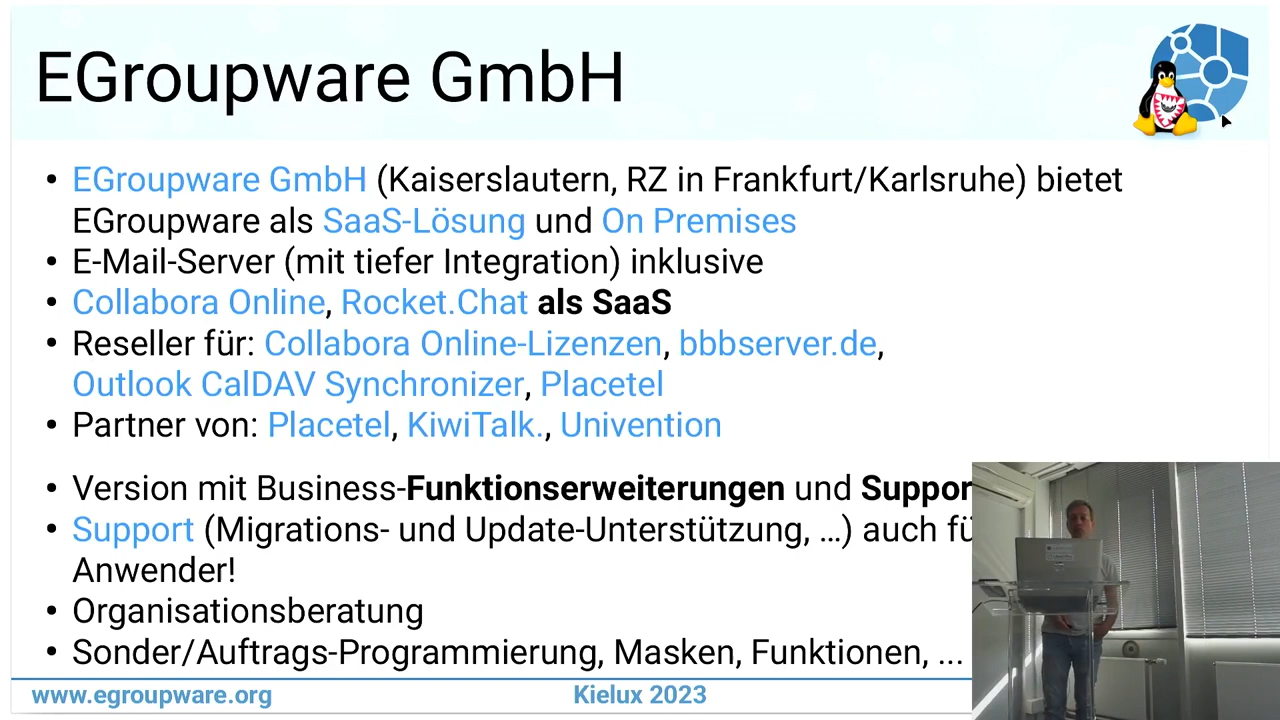 EGroupware GmbH
• EGroupware GmbH (Kaiserslautern, RZ in Frankfurt/Karlsruhe) bietet
EGroupware als SaaS-Lösung und On Premises
• E-Mail-Server (mit tiefer Integration) inklusive
• Collabora Online, Rocket.Chat als SaaS
• Reseller für: Collabora Online-Lizenzen, bbbserver.de,
Outlook CalDAV Synchronizer, Placetel
• Partner von: Placetel, KiwiTalk., Univention
• Version mit Business-Funktionserweiterungen und
• Support (Migrations- und Update-Unterstützung, …) auch
Anwender!
• Organisationsberatung
• Sonder/Auftrags-Programmierung, Masken, Funktionen, ...
www.egroupware.org
Kielux 2023